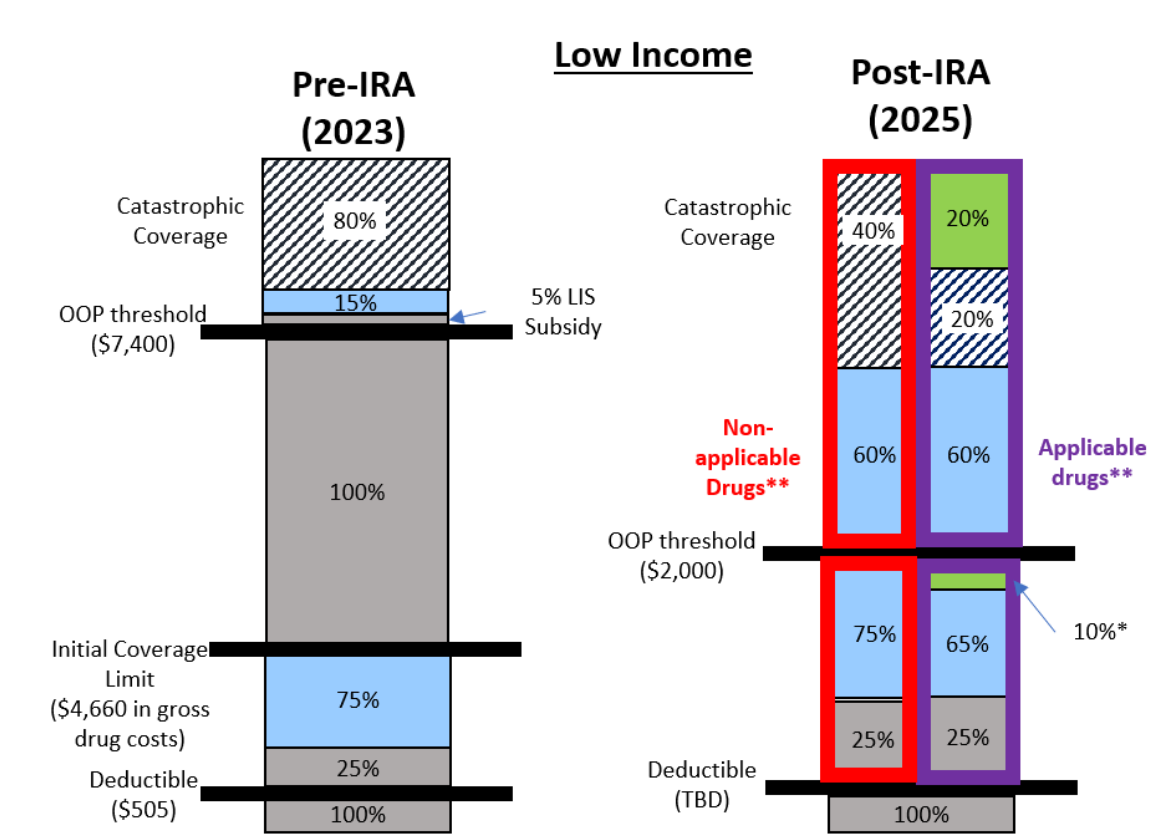 Low Income
Pre-IRA
(2023)
Catastrophic
Coverage
80%
15%
5% LIS
Subsidy
OOP threshold
($7,400)
100%
Initial Coverage
Limit
($4,660 in gross
drug costs)
75%
25%
Deductible
($505)
100%
Post-IRA
(2025)
Catastrophic
Coverage
40%
20%
20%
Non-
applicable
Drugs**
60%
60%
Applicable
drugs**
OOP threshold
($2,000)
75%
65%
10%*
25%
25%
Deductible
(TBD)
100%